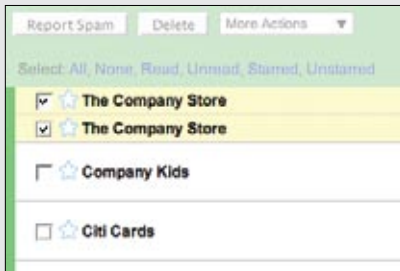 Report Spam Delete More Actions
Select: All, None, Read, Unread, Starred, Unstarred
The Company Store
The Company Store
Company Kids
Citi Cards